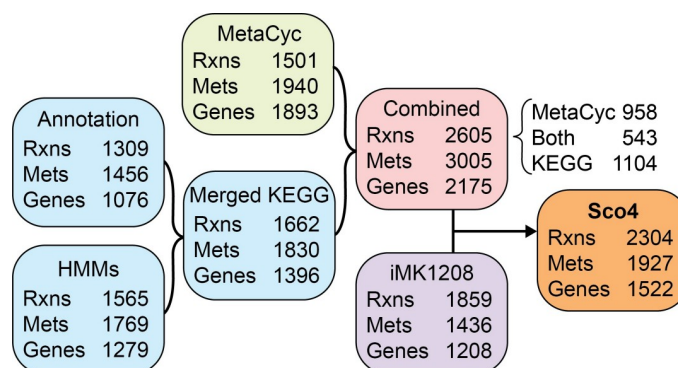 MetaCyc
Rxns 1501
Mets 1940
Genes 1893
Annotation
Rxns 1309
Mets 1456
Genes 1076
HMMs
Rxns 1565
Mets 1769
Genes 1279
Merged KEGG
Rxns 1662
Mets 1830
Genes 1396
Combined
Rxns 2605
Mets 3005
Genes 2175
MetaCyc 958
Both 543
KEGG 1104
iMK1208
Rxns 1859
Mets 1436
Genes 1208
Sco4
Rxns 2304
Mets 1927
Genes 1522